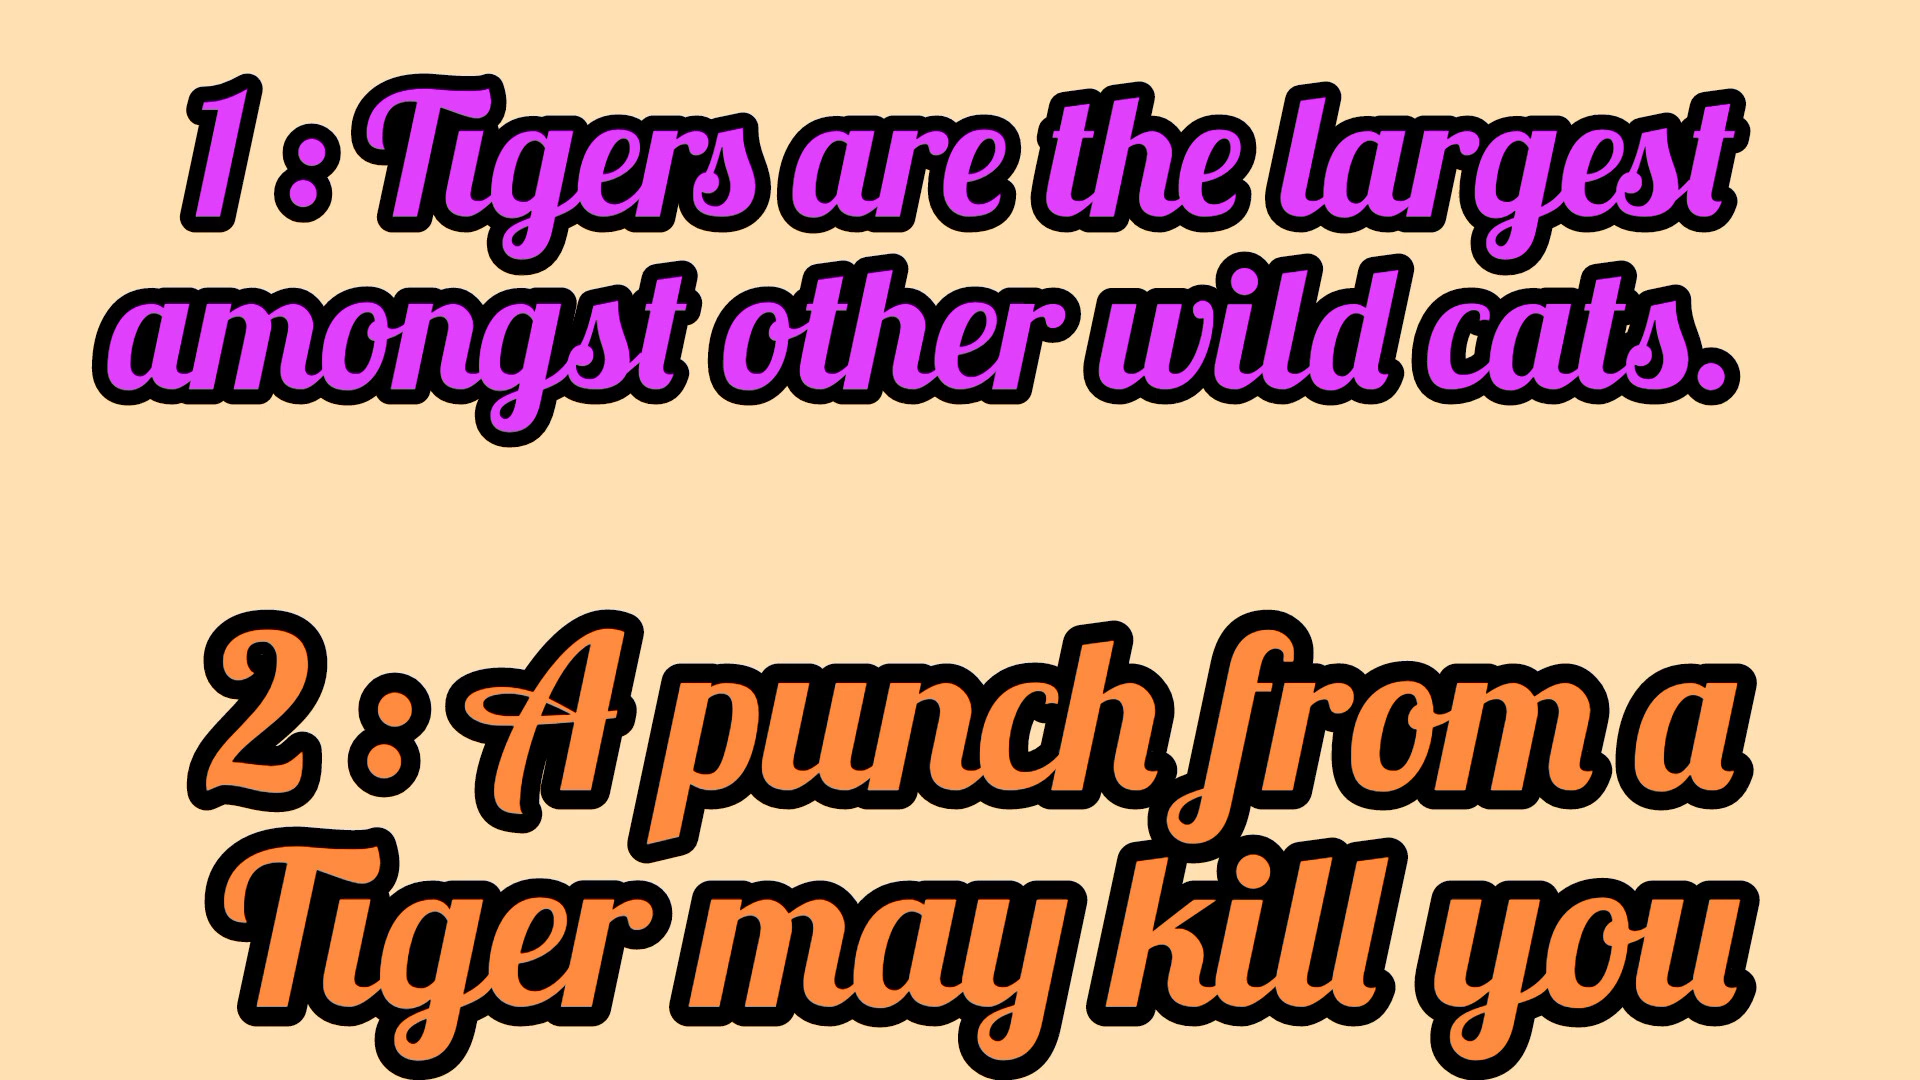 1 : Tigers are the largest
amongst other wild cats.
2 : A punch from a
Tiger may kill you